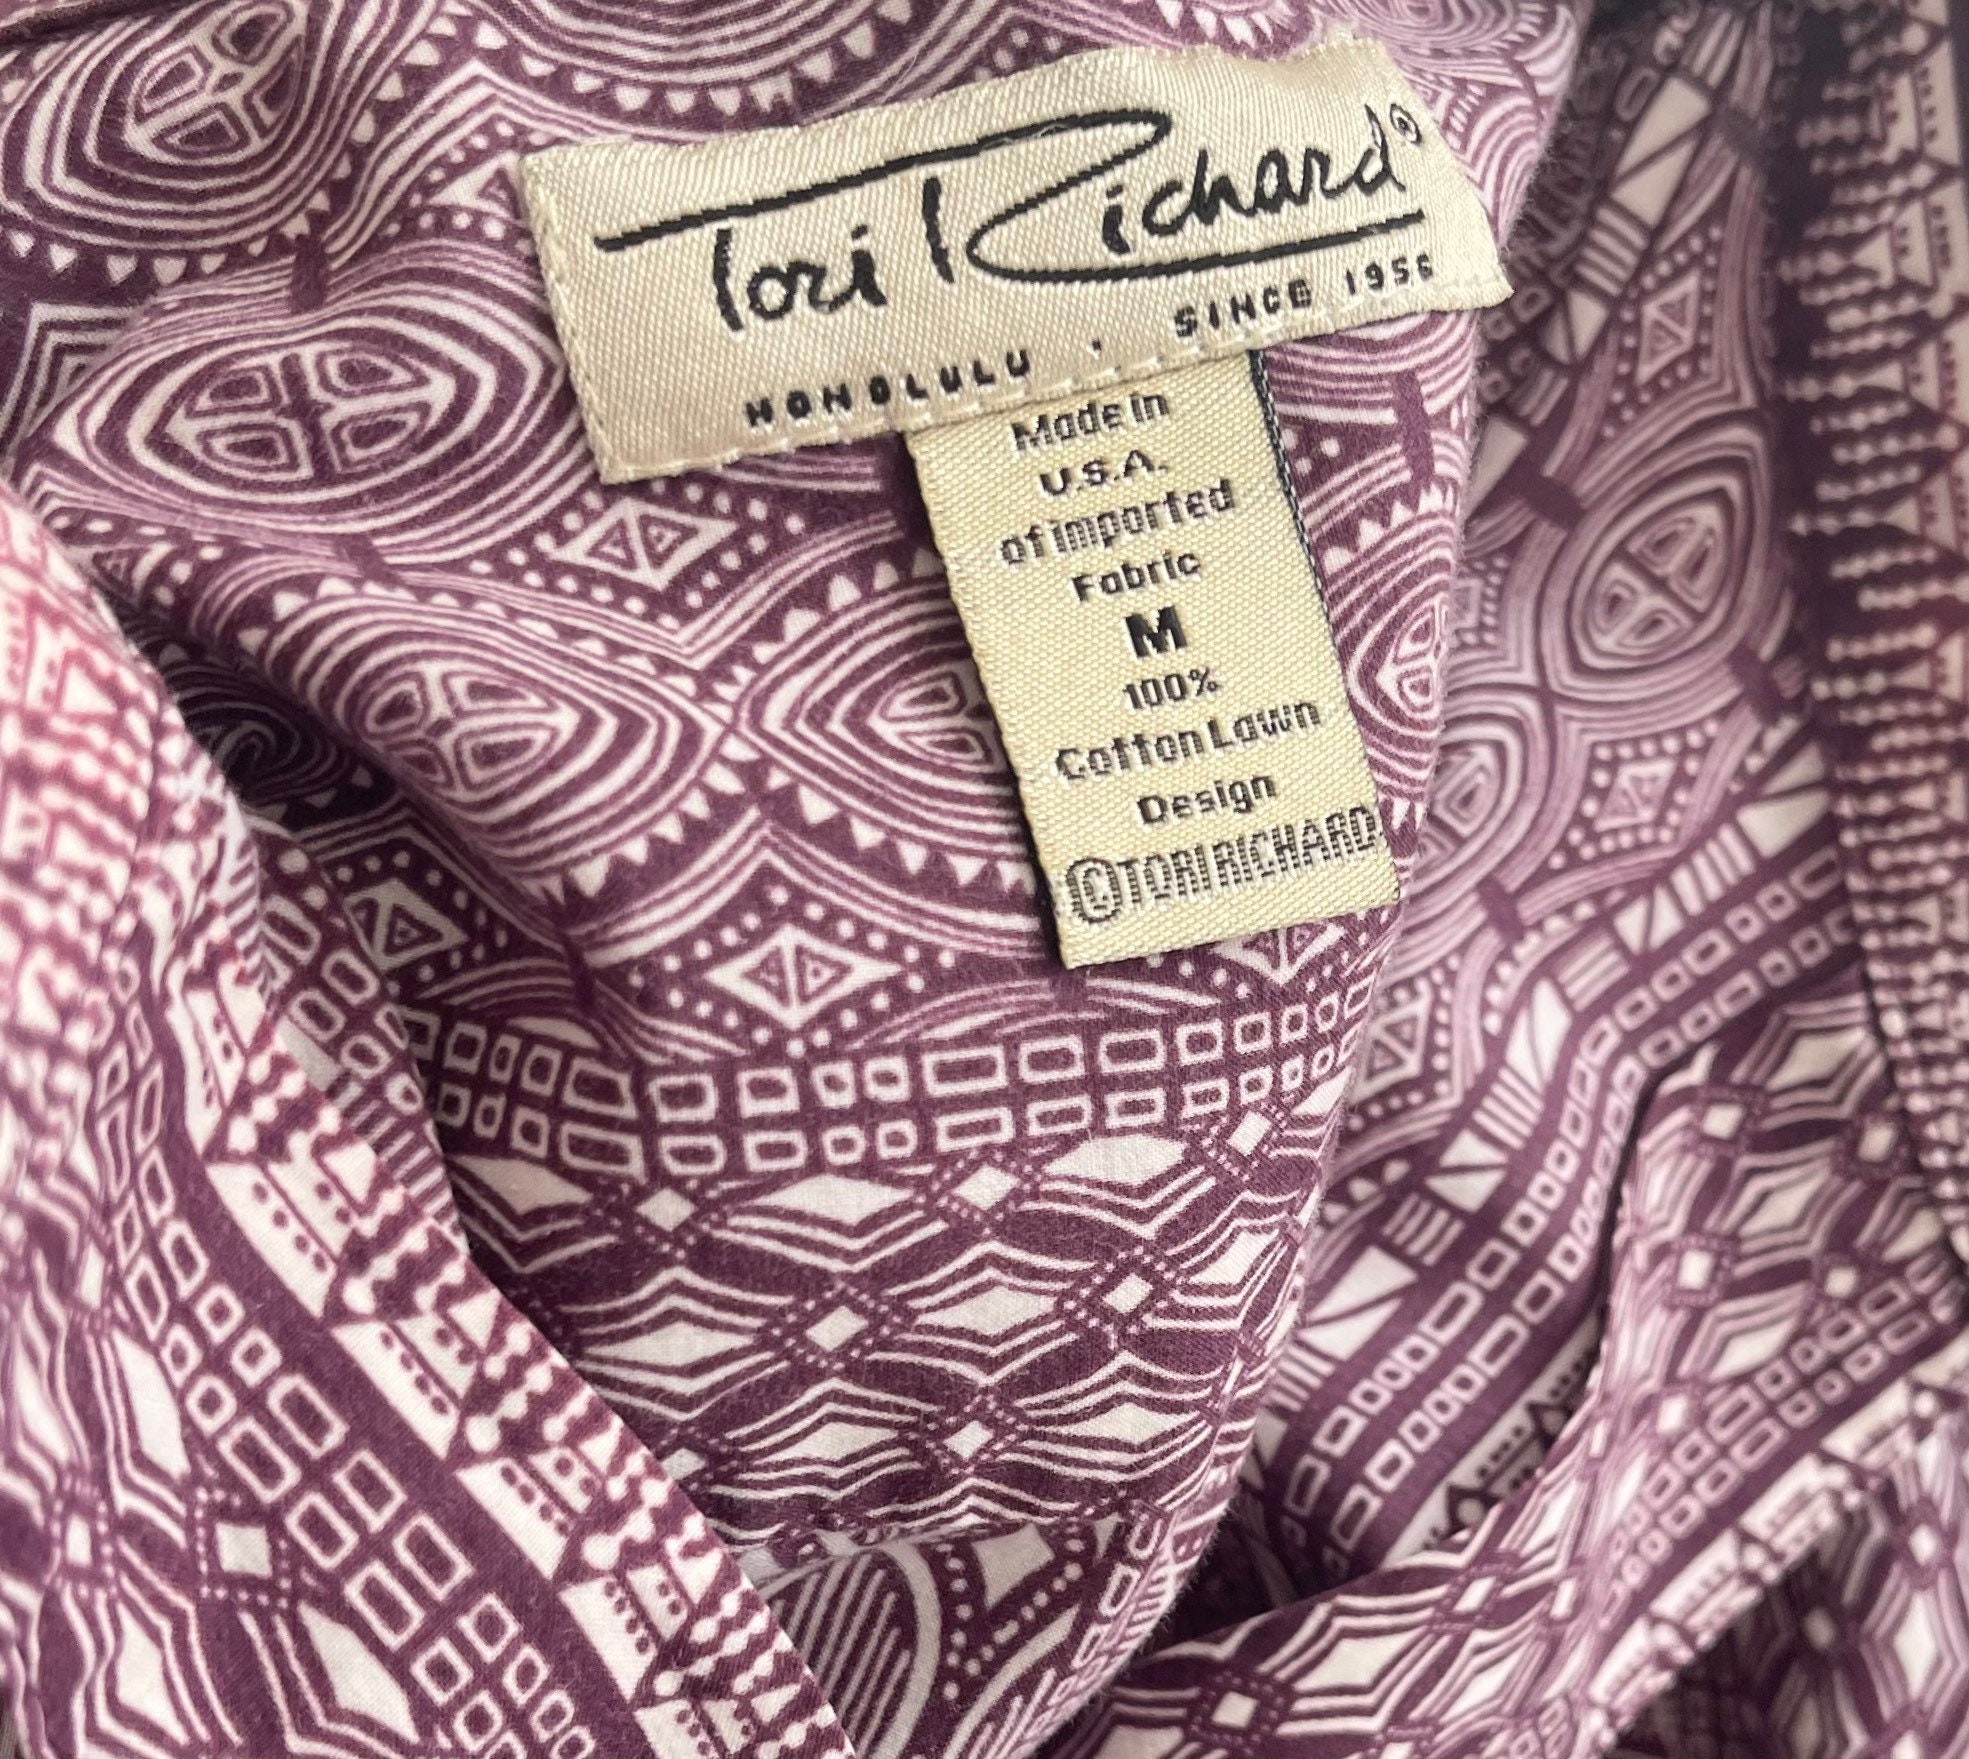 Tori Richard®
HONOLULU · SINCE 1956
Made in
U.S.A.
of imported
Fabric
M
100%
Cotton Lawn
Design
©TORI RICHARD